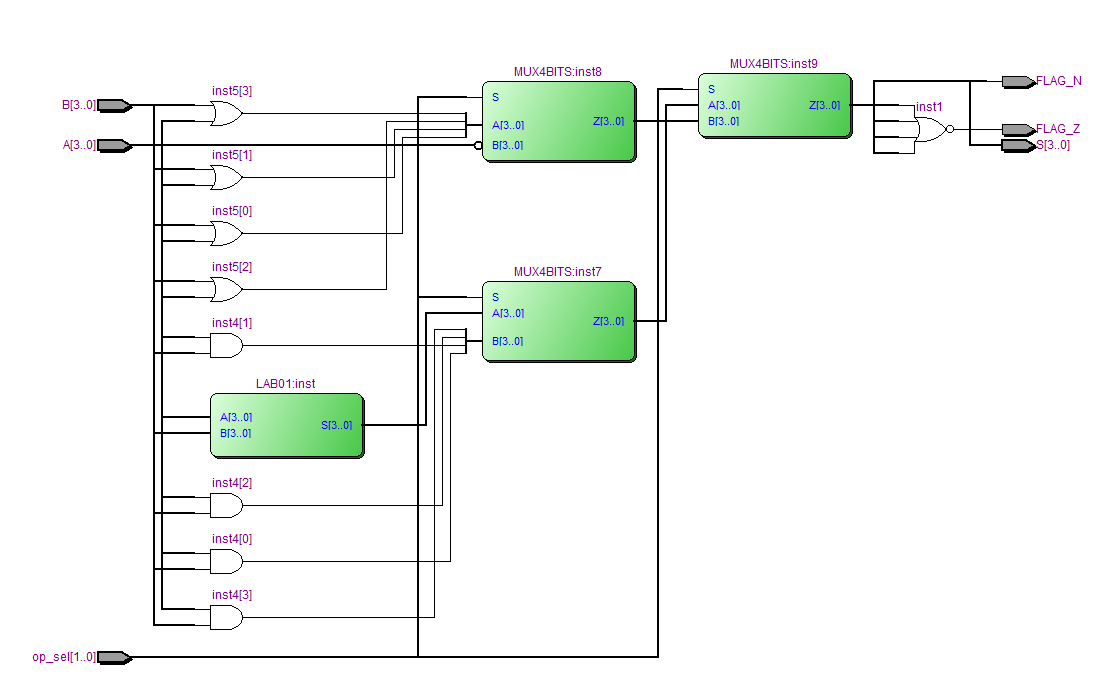 MUX4BITS:inst9
MUX4BITS:inst8
S
A[3..0]
B[3..0]
Z[3..0]
FLAG_N
inst5[3]
B[3..0]
S
A[3..0]
B[3..0]
Z[3..0]
inst1
FLAG_Z
S[3..0]
A[3..0]
inst5[1]
inst5[0]
inst5[2]
MUX4BITS:inst7
S
A[3..0]
B[3..0]
Z[3..0]
inst4[1]
LAB01:inst
A[3..0]
B[3..0]
S[3..0]
inst4[2]
inst4[0]
inst4[3]
op_sel[1..0]